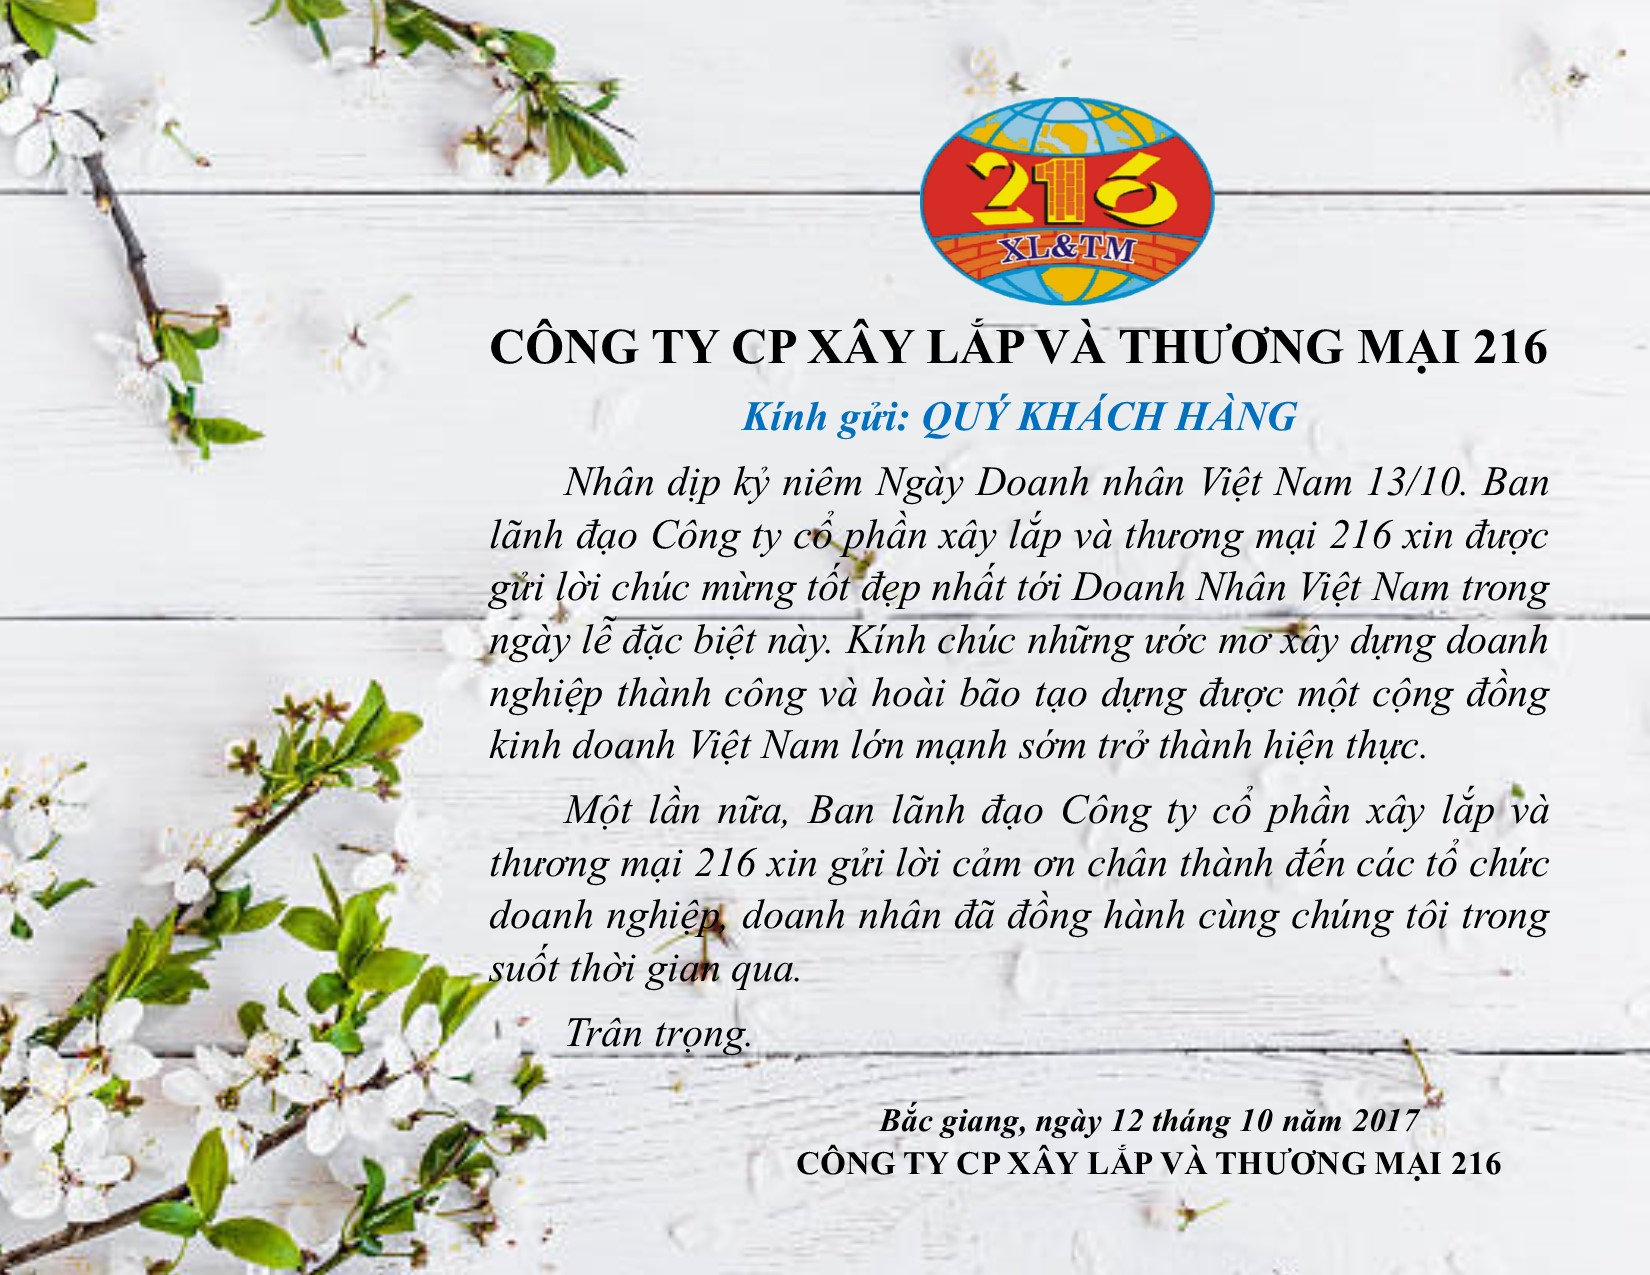 216
XL&TM
CÔNG TY CP XÂY LẮP VÀ THƯƠNG MẠI 216
Kính gửi: QUÝ KHÁCH HÀNG
Nhân dịp kỷ niêm Ngày Doanh nhân Việt Nam 13/10. Ban
lãnh đạo Công ty cổ phần xây lắp và thương mại 216 xin được
gửi lời chúc mừng tốt đẹp nhất tới Doanh Nhân Việt Nam trong
ngày lễ đặc biệt này. Kính chúc những ước mơ xây dựng doanh
nghiệp thành công và hoài bão tạo dựng được một cộng đồng
kinh doanh Việt Nam lớn mạnh sớm trở thành hiện thực.
Một lần nữa, Ban lãnh đạo Công ty cổ phần xây lắp và
thương mại 216 xin gửi lời cảm ơn chân thành đến các tổ chức
doanh nghiệp, doanh nhân đã đồng hành cùng chúng tôi trong
suốt thời gian qua.
Trân trọng.
Bắc giang, ngày 12 tháng 10 năm 2017
CÔNG TY CP XÂY LẮP VÀ THƯƠNG MẠI 216